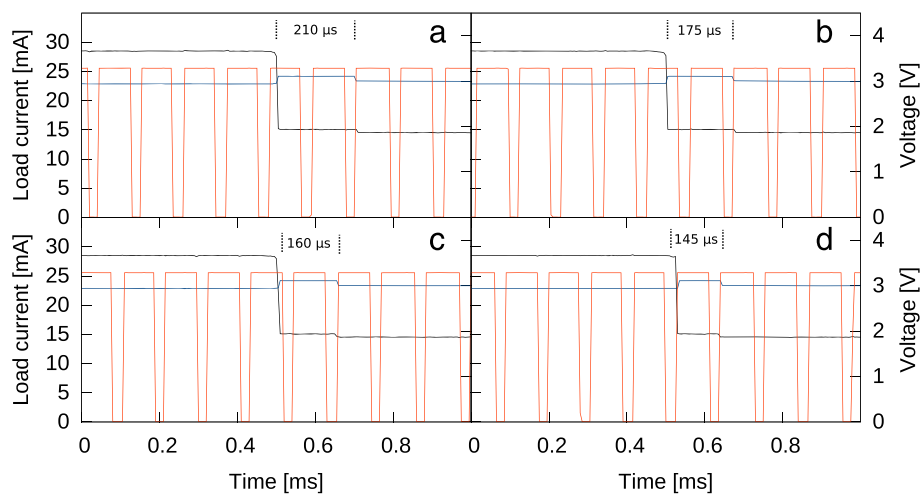 210 µs
a
175 µs
b
Load current [mA]
30
25
20
15
10
5
0
4
3
2
1
0
Voltage [V]
160 µs
c
145 µs
d
Load current [mA]
30
25
20
15
10
5
0
4
3
2
1
0
Voltage [V]
0 0.2 0.4 0.6 0.8
0 0.2 0.4 0.6 0.8
Time [ms]
Time [ms]